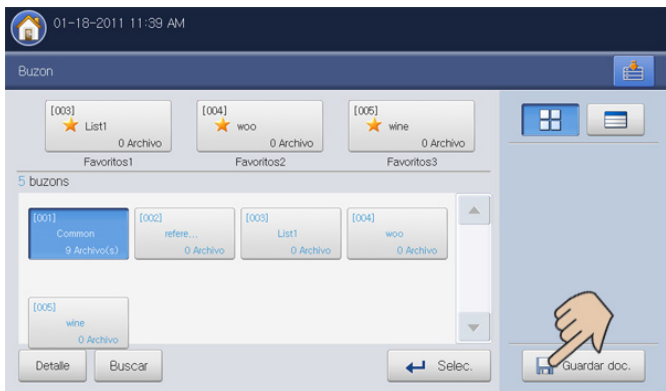 01-18-2011 11:39 AM
Buzon
[003]
List1
0 Archivo
[004]
woo
0 Archivo
[005]
wine
0 Archivo
Favoritos1
Favoritos2
Favoritos3
5 buzons
[001]
Common
9 Archivo(s)
[002]
refere...
0 Archivo
[003]
List1
0 Archivo
[004]
woo
0 Archivo
[005]
wine
0 Archivo
Detalle
Buscar
Selec.
Guardar doc.